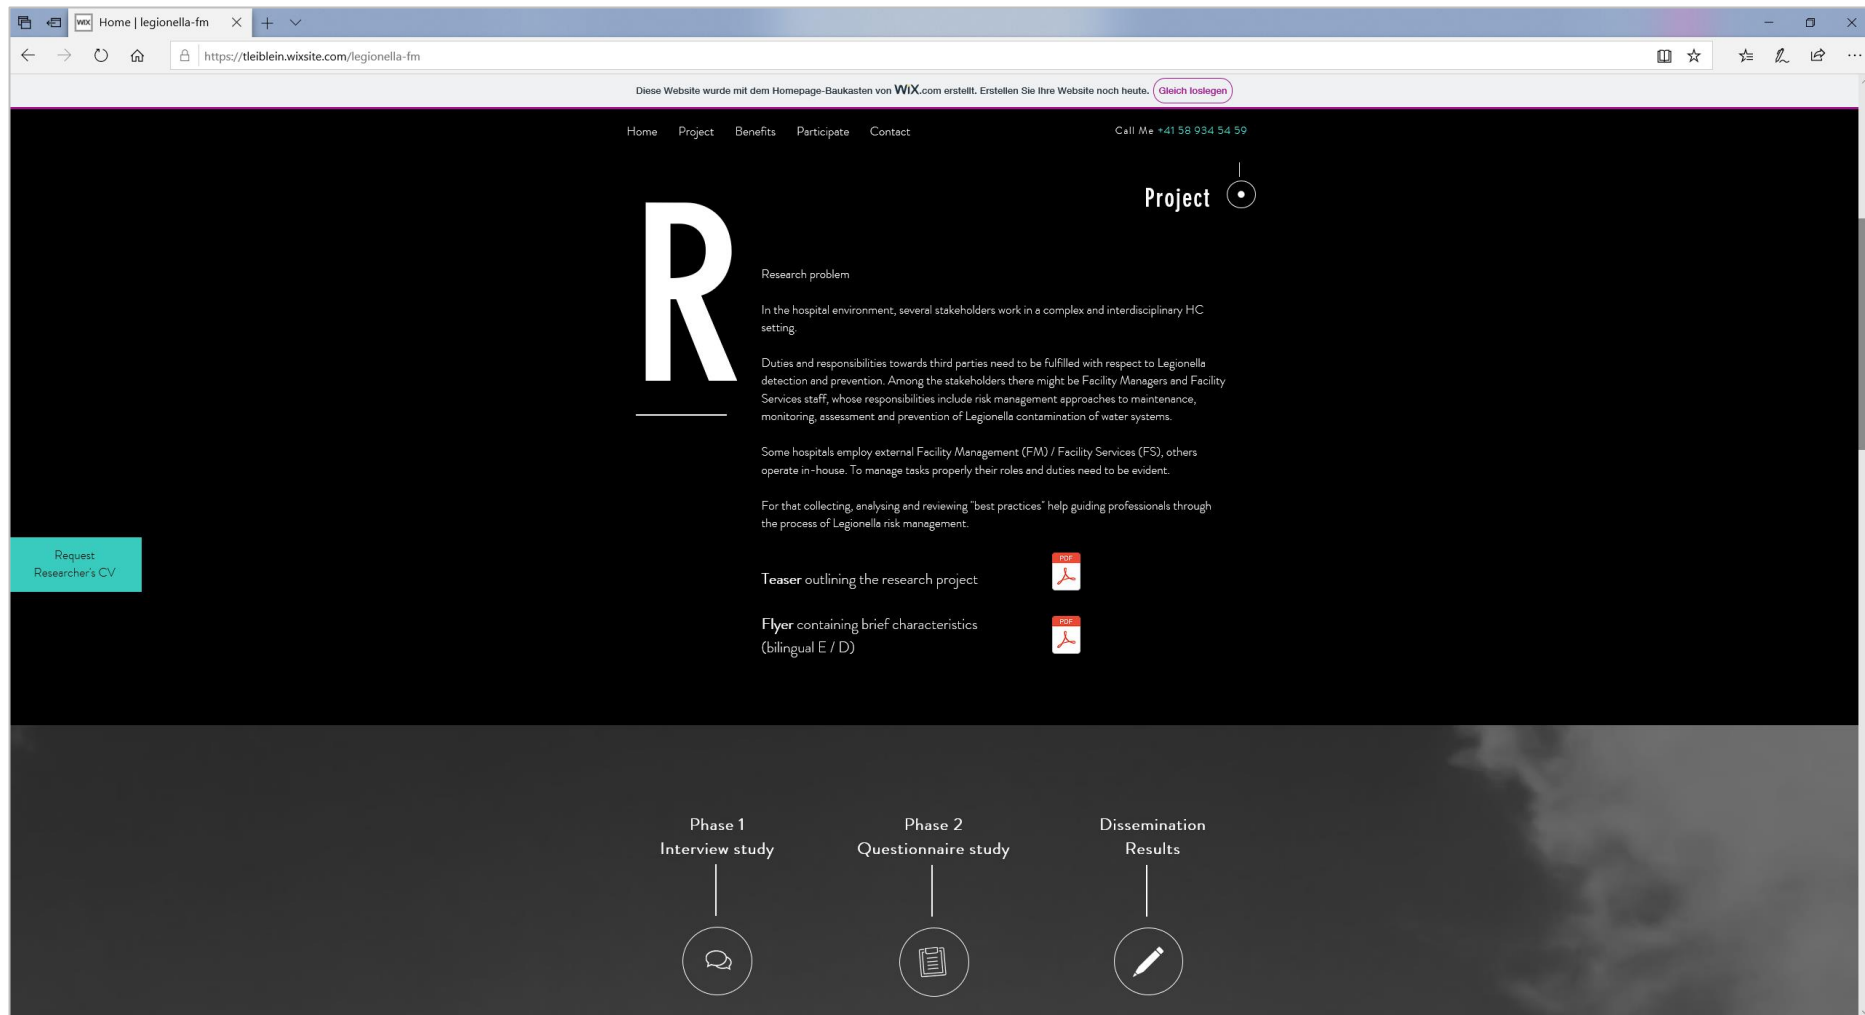 WIX Home | legionella-fm
https://tleiblein.wixsite.com/legionella-fm
Diese Website wurde mit dem Homepage-Baukasten von WiX.com erstellt. Erstellen Sie Ihre Website noch heute. Gleich loslegen
Home Project Benefits Participate Contact Call Me +41 58 934 54 59
Project
R
Research problem
In the hospital environment, several stakeholders work in a complex and interdisciplinary HC
setting.
Duties and responsibilities towards third parties need to be fulfilled with respect to Legionella
detection and prevention. Among the stakeholders there might be Facility Managers and Facility
Services staff, whose responsibilities include risk management approaches to maintenance,
monitoring, assessment and prevention of Legionella contamination of water systems.
Some hospitals employ external Facility Management (FM) / Facility Services (FS), others
operate in-house. To manage tasks properly their roles and duties need to be evident.
For that collecting, analysing and reviewing "best practices" help guiding professionals through
the process of Legionella risk management.
Request
Researcher's CV
PDF
Teaser outlining the research project
PDF
Flyer containing brief characteristics
(bilingual E / D)
Phase 1
Interview study
Phase 2
Questionnaire study
Dissemination
Results